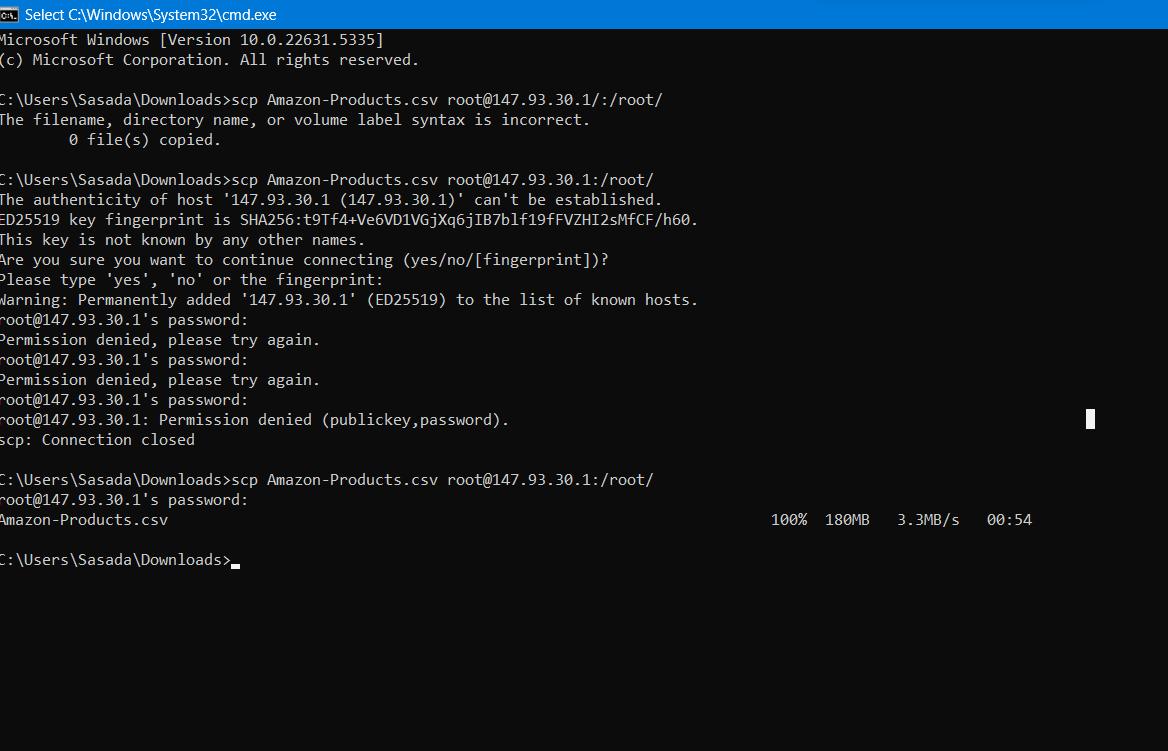 Select C:\Windows\System32\cmd.exe
Microsoft Windows [Version 10.0.22631.5335]
(c) Microsoft Corporation. All rights reserved.
C:\Users\Sasada\Downloads>scp Amazon-Products.csv root@147.93.30.1/:/root/
The filename, directory name, or volume label syntax is incorrect.
        0 file(s) copied.
C:\Users\Sasada\Downloads>scp Amazon-Products.csv root@147.93.30.1:/root/
The authenticity of host '147.93.30.1 (147.93.30.1)' can't be established.
ED25519 key fingerprint is SHA256:t9Tf4+Ve6VD1VGjXq6jIB7blf19fFVZHI2sMfCF/h60.
This key is not known by any other names.
Are you sure you want to continue connecting (yes/no/[fingerprint])?
Please type 'yes', 'no' or the fingerprint:
Warning: Permanently added '147.93.30.1' (ED25519) to the list of known hosts.
root@147.93.30.1's password:
Permission denied, please try again.
root@147.93.30.1's password:
Permission denied, please try again.
root@147.93.30.1's password:
root@147.93.30.1: Permission denied (publickey,password).
scp: Connection closed
C:\Users\Sasada\Downloads>scp Amazon-Products.csv root@147.93.30.1:/root/
root@147.93.30.1's password:
Amazon-Products.csv 100% 180MB 3.3MB/s 00:54
C:\Users\Sasada\Downloads>